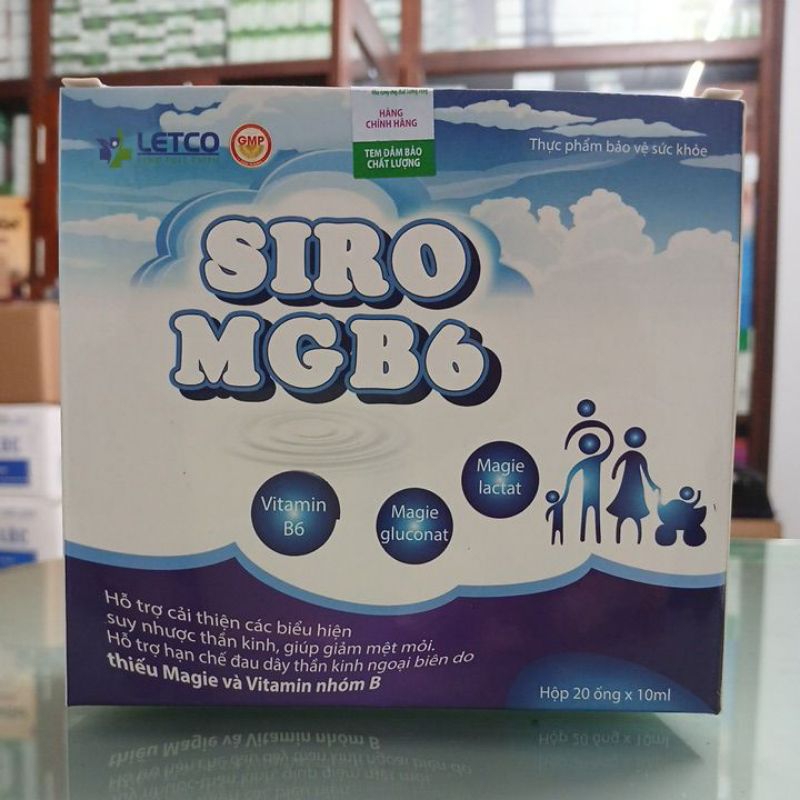 LETCO
GMP
HÀNG
CHÍNH HÃNG
TEM ĐẢM BẢO
CHẤT LƯỢNG
Thực phẩm bảo vệ sức khỏe
SIRO
MGB6
Vitamin
B6
Magie
gluconat
Magie
lactat
Hỗ trợ cải thiện các biểu hiện
suy nhược thần kinh, giúp giảm mệt mỏi.
Hỗ trợ hạn chế đau dây thần kinh ngoại biên do
thiếu Magie và Vitamin nhóm B
Hộp 20 ống x 10ml